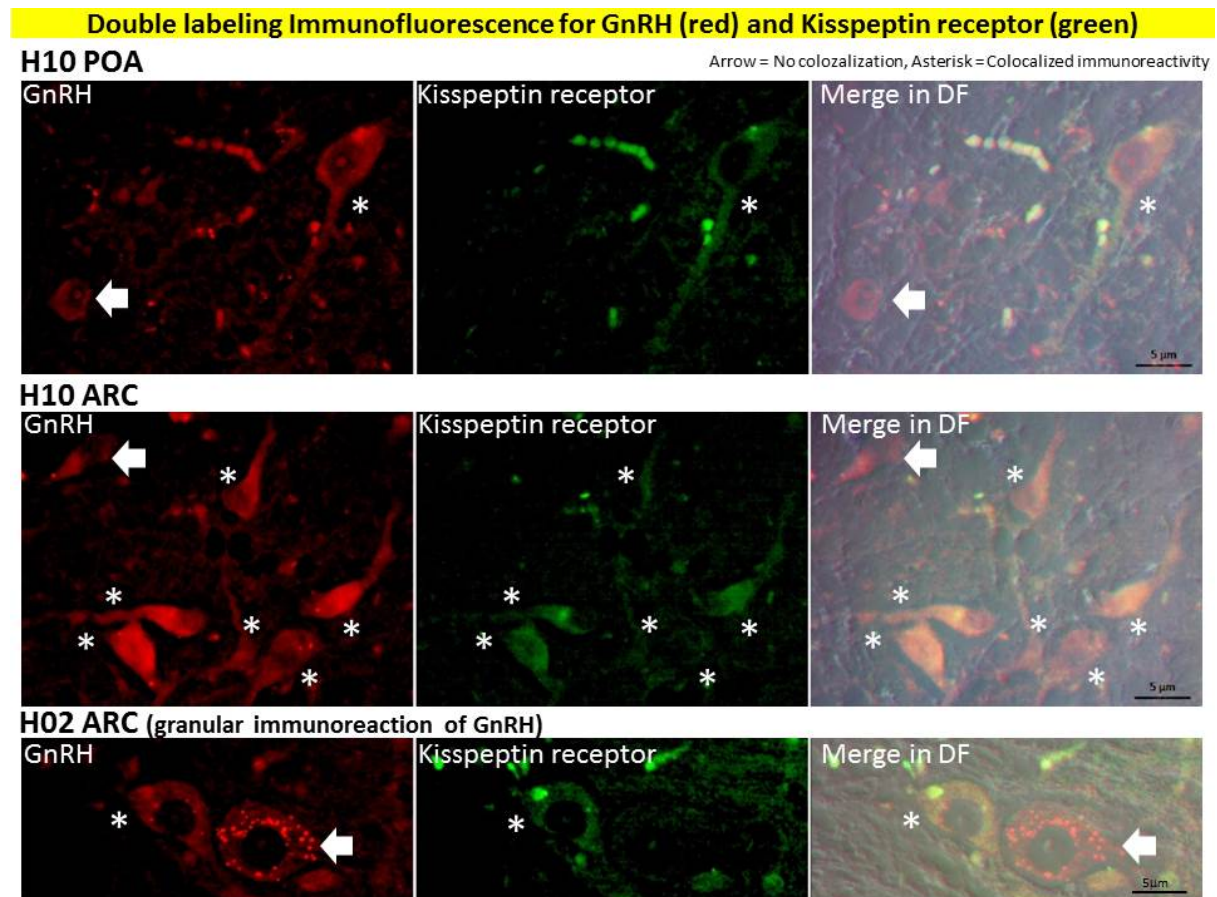 Double labeling Immunofluorescence for GnRH (red) and Kisspeptin receptor (green)
H10 POA
Arrow = No colozalization, Asterisk = Colocalized immunoreactivity
GnRH
Kisspeptin receptor
Merge in DF
*
*
*
5 µm
H10 ARC
GnRH
Kisspeptin receptor
Merge in DF
* * * * * *
* * * * * *
* * * * * *
5 µm
H02 ARC (granular immunoreaction of GnRH)
GnRH
Kisspeptin receptor
Merge in DF
*
*
*
5µm